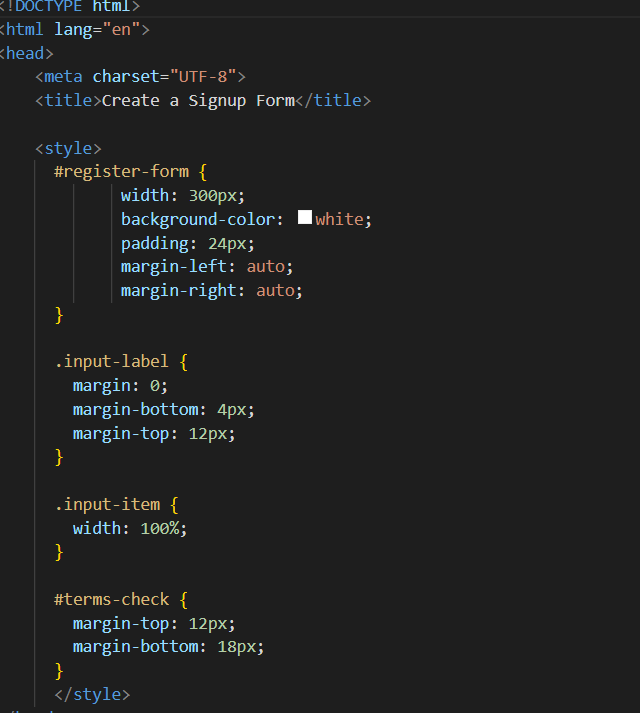 <!DOCTYPE html>
<html lang="en">
<head>
<meta charset="UTF-8">
<title>Create a Signup Form</title>
<style>
#register-form {
width: 300px;
background-color: white;
padding: 24px;
margin-left: auto;
margin-right: auto;
}
.input-label {
margin: 0;
margin-bottom: 4px;
margin-top: 12px;
}
.input-item {
width: 100%;
}
#terms-check {
margin-top: 12px;
margin-bottom: 18px;
}
</style>